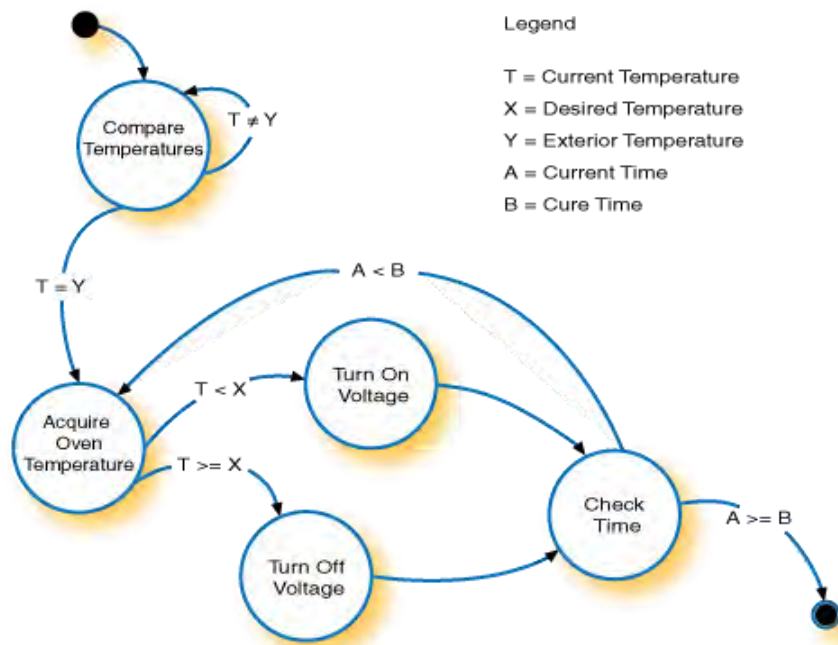 Legend
T = Current Temperature
X = Desired Temperature
Y = Exterior Temperature
A = Current Time
B = Cure Time
Compare
Temperatures
T ≠ Y
T = Y
A < B
Acquire
Oven
Temperature
T < X
T >= X
Turn On
Voltage
Turn Off
Voltage
Check
Time
A >= B